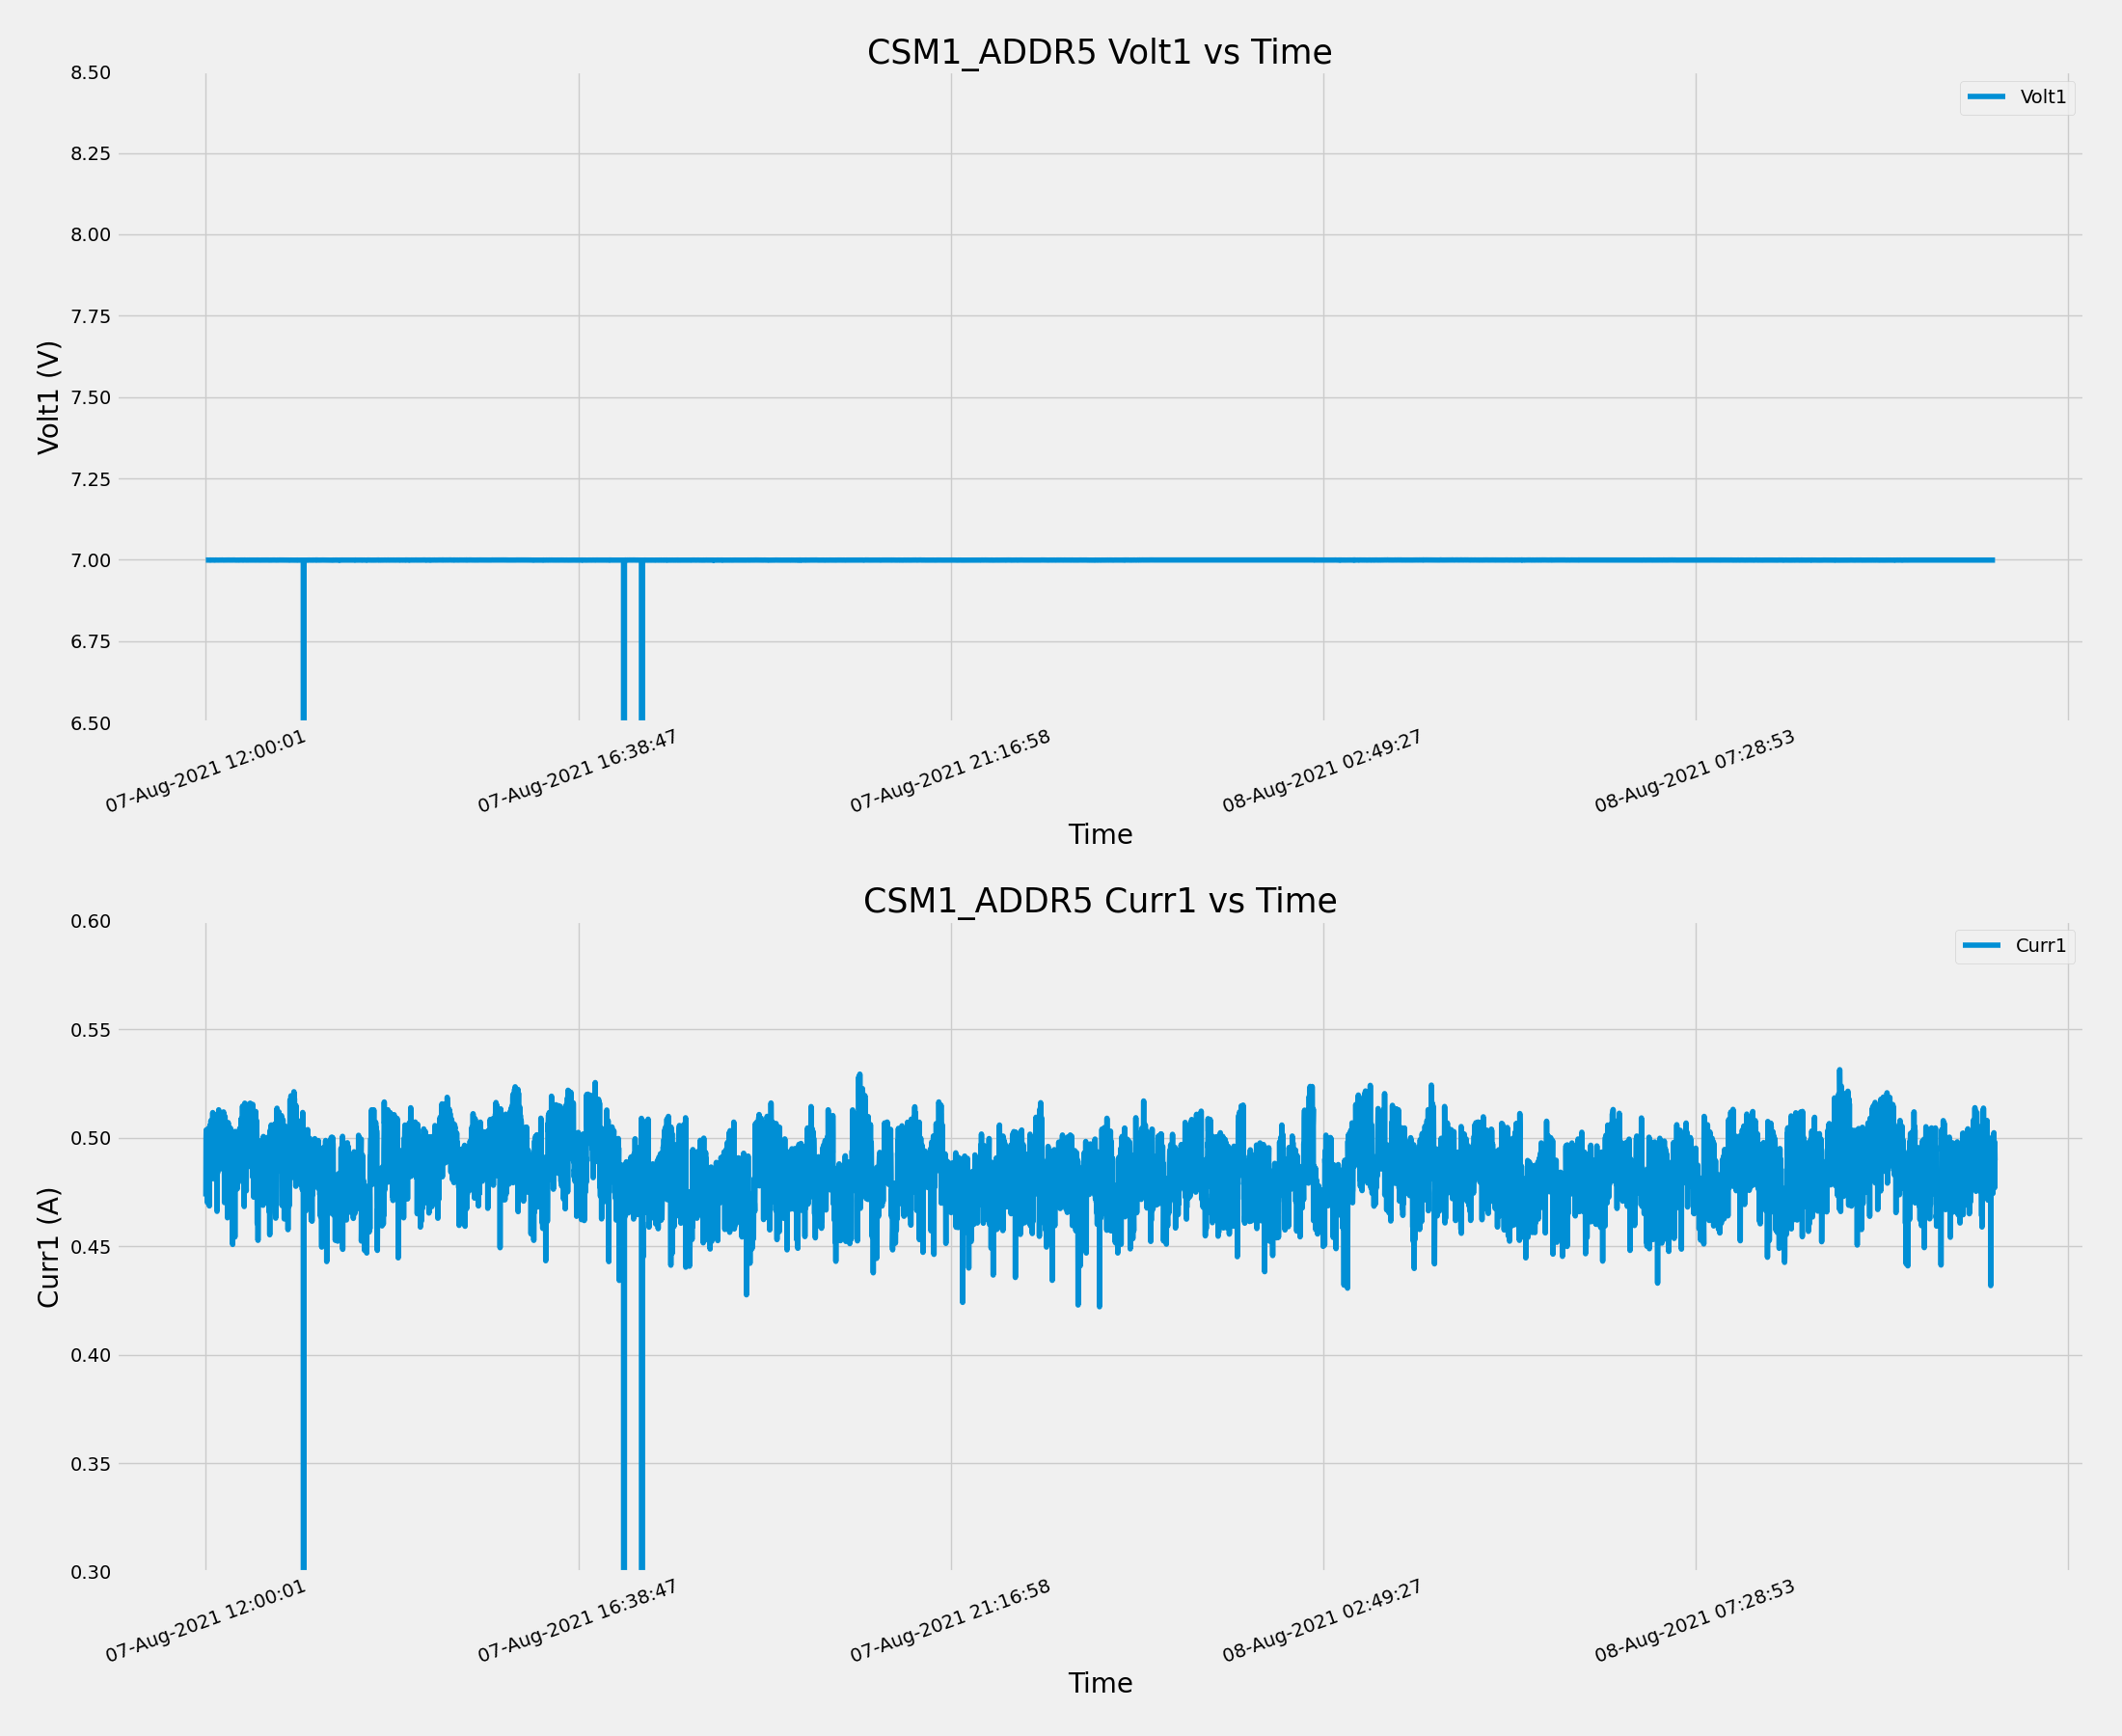 CSM1_ADDR5 Volt1 vs Time
8.50
8.25
8.00
7.75
7.50
7.25
7.00
6.75
6.50
Volt1 (V)
Volt1
07-Aug-2021 12:00:01
07-Aug-2021 16:38:47
07-Aug-2021 21:16:58
08-Aug-2021 02:49:27
08-Aug-2021 07:28:53
Time
CSM1_ADDR5 Curr1 vs Time
0.60
0.55
0.50
0.45
0.40
0.35
0.30
Curr1 (A)
Curr1
07-Aug-2021 12:00:01
07-Aug-2021 16:38:47
07-Aug-2021 21:16:58
08-Aug-2021 02:49:27
08-Aug-2021 07:28:53
Time